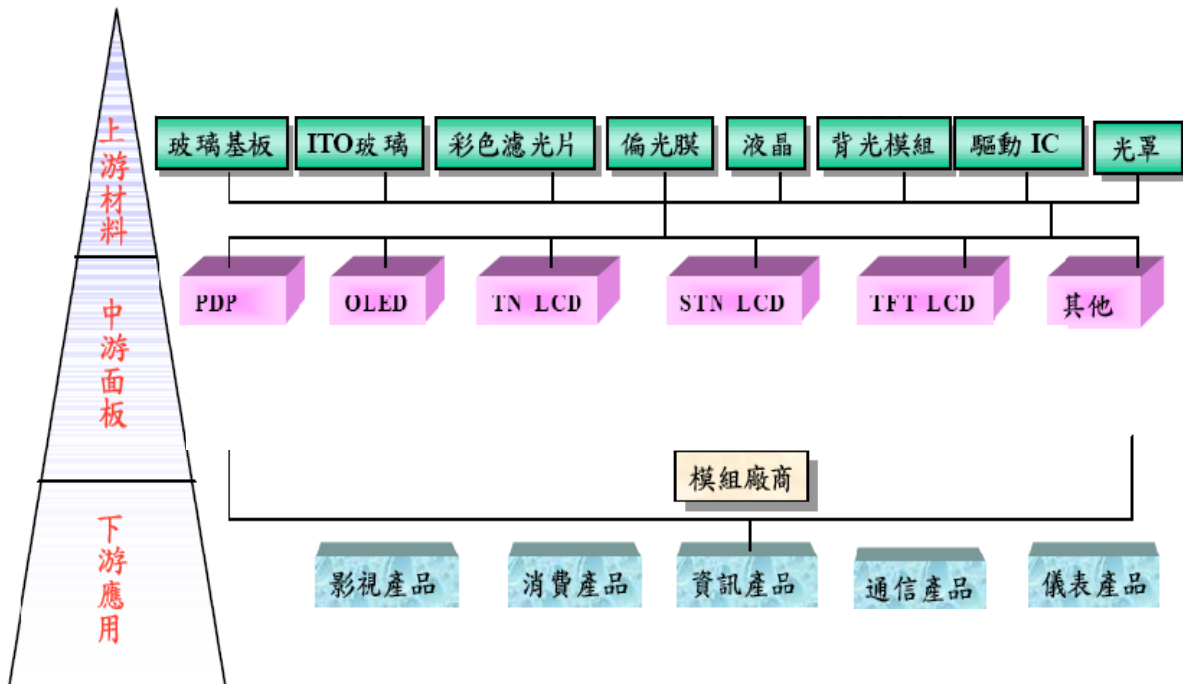 上游材料
玻璃基板
ITO玻璃
彩色濾光片
偏光膜
液晶
背光模組
驅動 IC
光罩
中游面板
PDP
OLED
TN LCD
STN LCD
TFT LCD
其他
模組廠商
下游應用
影視產品
消費產品
資訊產品
通信產品
儀表產品